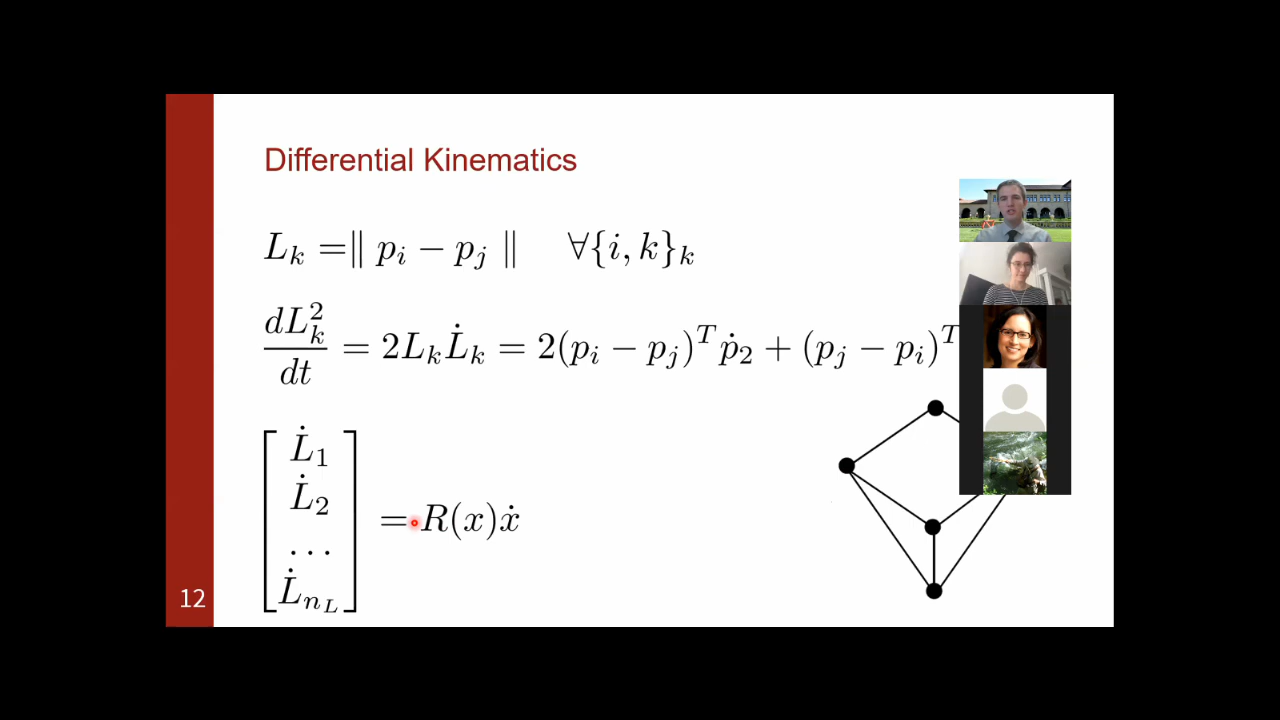 Differential Kinematics
L_k = ‖ p_i − p_j ‖ ∀{i, k}_k
dL_k^2/dt = 2L_k L̇_k = 2(p_i − p_j)^T ṗ_2 + (p_j − p_i)^T
[ L̇_1
L̇_2
...
L̇_{n_L} ] = R(x)ẋ
12